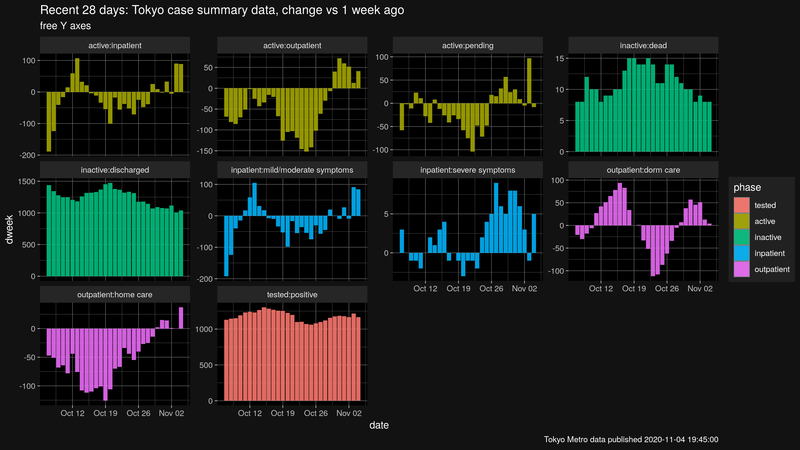 Recent 28 days: Tokyo case summary data, change vs 1 week ago
free Y axes
active:inpatient
active:outpatient
active:pending
inactive:dead
100
50
0
-50
-100
-150
-200
50
0
-50
-100
-150
100
50
0
-50
-100
15
10
5
0
inactive:discharged
inpatient:mild/moderate symptoms
inpatient:severe symptoms
outpatient:dorm care
1500
1000
500
0
100
0
-100
-200
5
0
100
50
0
-50
-100
Oct 12 Oct 19 Oct 26 Nov 02
Oct 12 Oct 19 Oct 26 Nov 02
outpatient:home care
tested:positive
0
-50
-100
1000
500
0
Oct 12 Oct 19 Oct 26 Nov 02
Oct 12 Oct 19 Oct 26 Nov 02
dweek
date
phase
tested
active
inactive
inpatient
outpatient
Tokyo Metro data published 2020-11-04 19:45:00